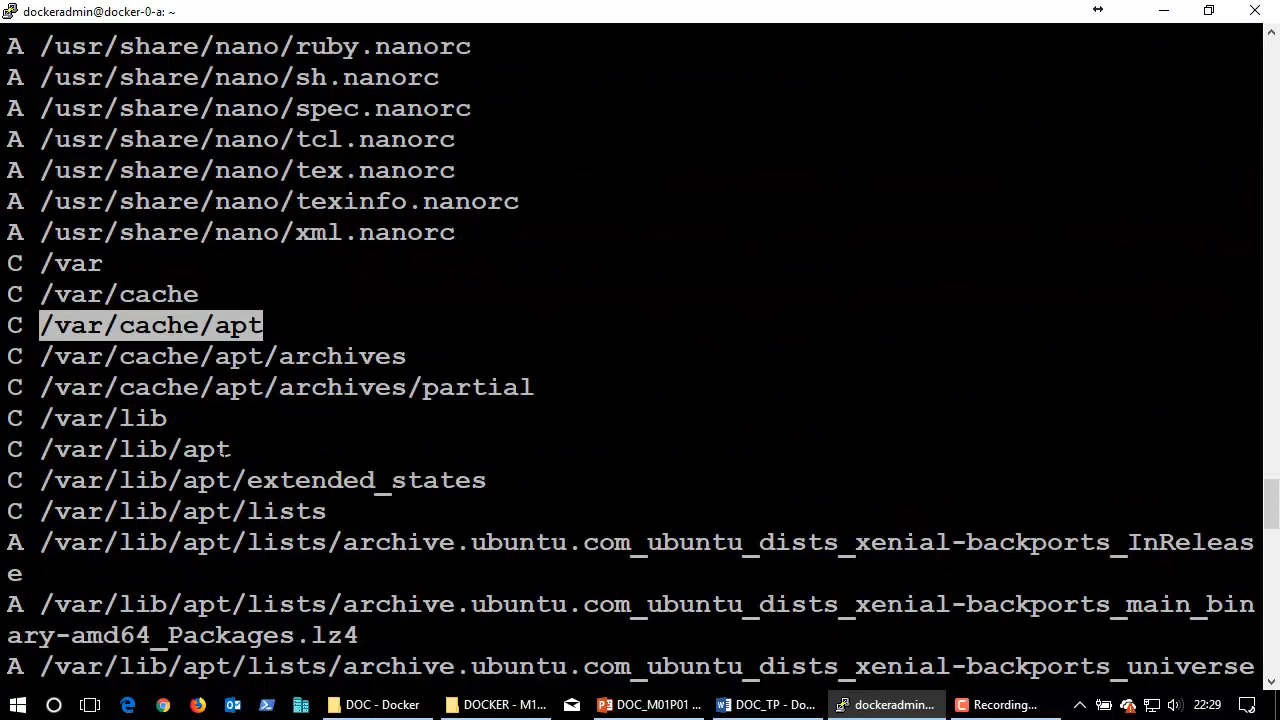 dockeradmin@docker-0-a: ~
A /usr/share/nano/ruby.nanorc
A /usr/share/nano/sh.nanorc
A /usr/share/nano/spec.nanorc
A /usr/share/nano/tcl.nanorc
A /usr/share/nano/tex.nanorc
A /usr/share/nano/texinfo.nanorc
A /usr/share/nano/xml.nanorc
C /var
C /var/cache
C /var/cache/apt
C /var/cache/apt/archives
C /var/cache/apt/archives/partial
C /var/lib
C /var/lib/apt
C /var/lib/apt/extended_states
C /var/lib/apt/lists
A /var/lib/apt/lists/archive.ubuntu.com_ubuntu_dists_xenial-backports_InReleas
e
A /var/lib/apt/lists/archive.ubuntu.com_ubuntu_dists_xenial-backports_main_bin
ary-amd64_Packages.lz4
A /var/lib/apt/lists/archive.ubuntu.com_ubuntu_dists_xenial-backports_universe
DOC - Docker DOCKER - M1... DOC_M01P01 ... DOC_TP - Do... dockeradmin... Recording... 22:29